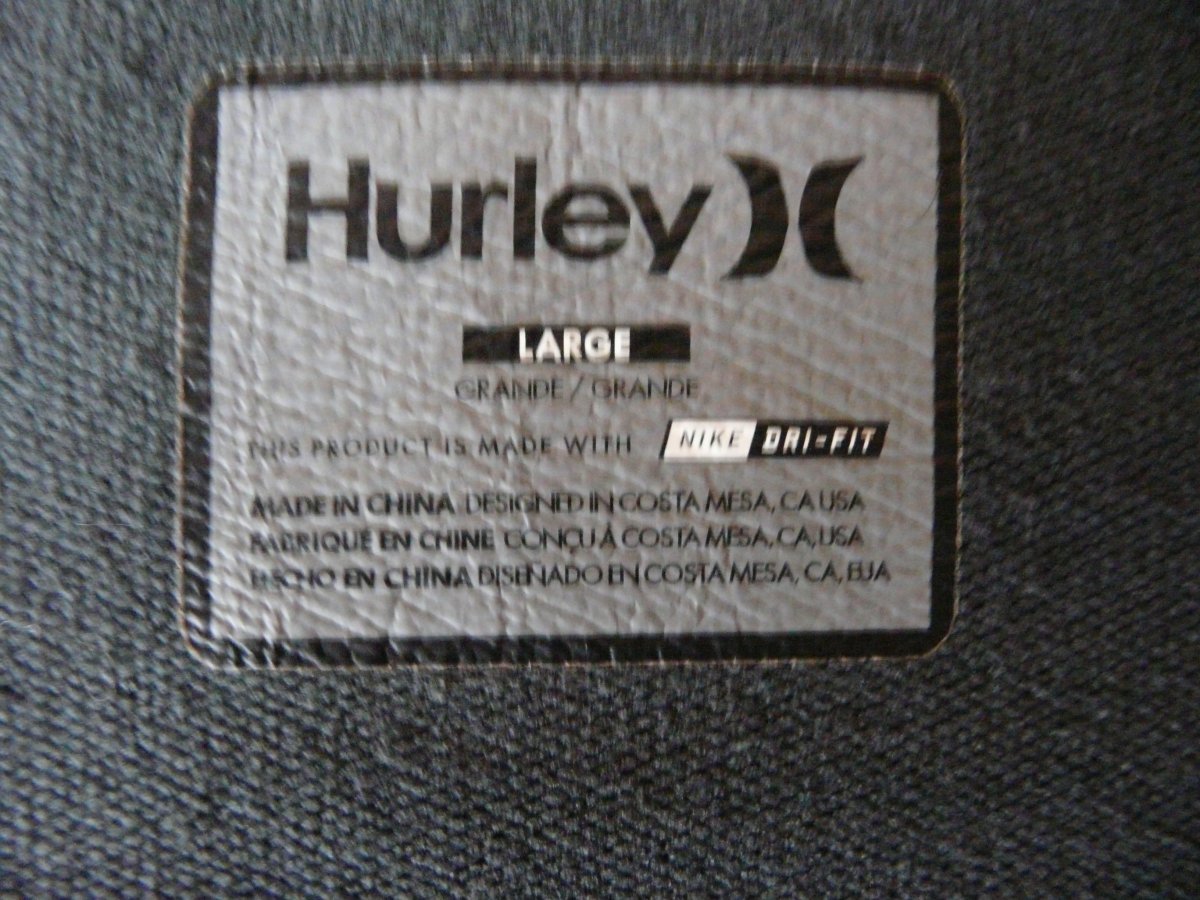 Hurley
LARGE
GRANDE / GRANDE
THIS PRODUCT IS MADE WITH NIKE DRI-FIT
MADE IN CHINA DESIGNED IN COSTA MESA, CA USA
FABRIQUÉ EN CHINE CONÇU À COSTA MESA, CA, USA
HECHO EN CHINA DISEÑADO EN COSTA MESA, CA, EUA